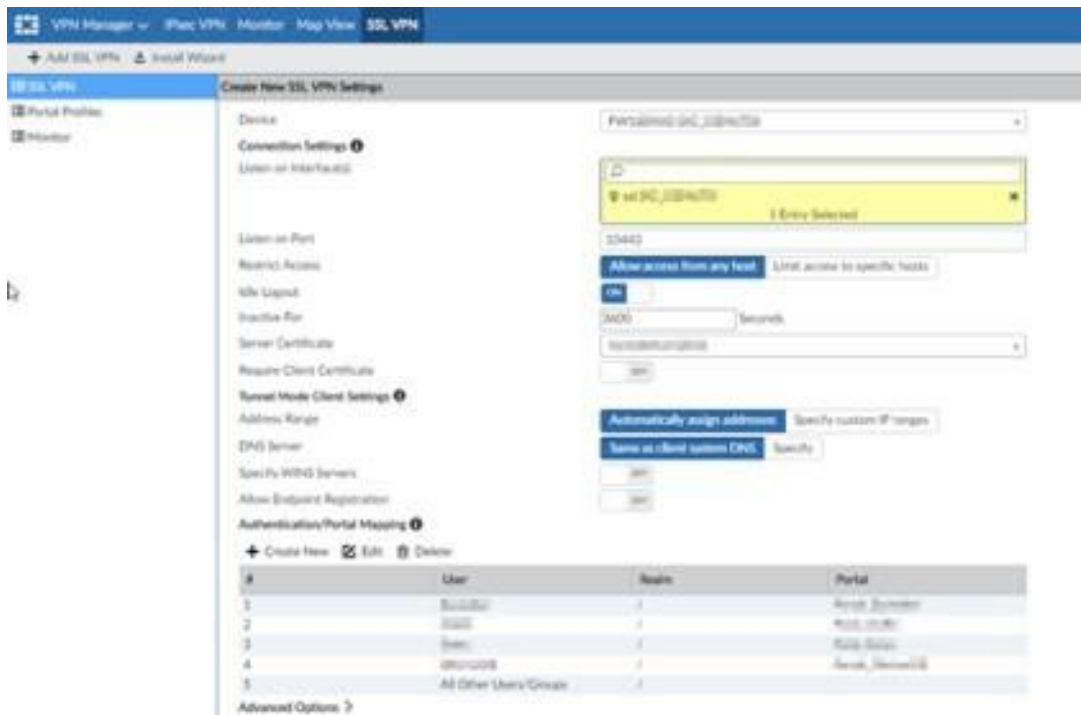 VPN Manager IPsec VPN Monitor Map View SSL VPN
Add SSL VPN Install Wizard
SSL VPN
Create New SSL VPN Settings
Portal Profiles
Monitor
Device
Connection Settings
Listen on Interface(s)
1 Entry Selected
Listen on Port 10443
Restrict Access Allow access from any host Limit access to specific hosts
Idle Logout ON
Inactive For 3600 Seconds
Server Certificate
Require Client Certificate OFF
Tunnel Mode Client Settings
Address Range Automatically assign addresses Specify custom IP ranges
DNS Server Same as client system DNS Specify
Specify WINS Servers OFF
Allow Endpoint Registration OFF
Authentication/Portal Mapping
Create New Edit Delete
# User Realm Portal
1 /
2 /
3 /
4 /
5 All Other Users/Groups /
Advanced Options >